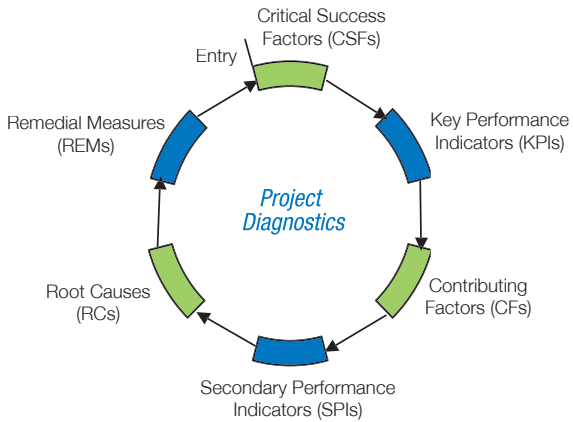 Critical Success
Factors (CSFs)
Entry
Key Performance
Indicators (KPIs)
Contributing
Factors (CFs)
Secondary Performance
Indicators (SPIs)
Root Causes
(RCs)
Remedial Measures
(REMs)
Project
Diagnostics